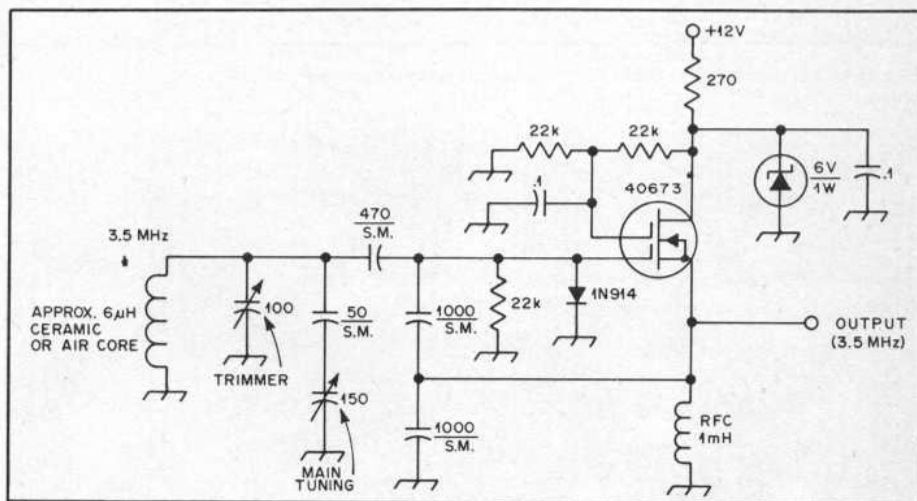 +12V
270
22k
22k
40673
.1
6V
1W
.1
470
S.M.
3.5 MHz
APPROX. 6µH
CERAMIC
OR AIR CORE
100
TRIMMER
50
S.M.
150
MAIN
TUNING
1000
S.M.
1000
S.M.
22k
1N914
OUTPUT
(3.5 MHz)
RFC
1mH